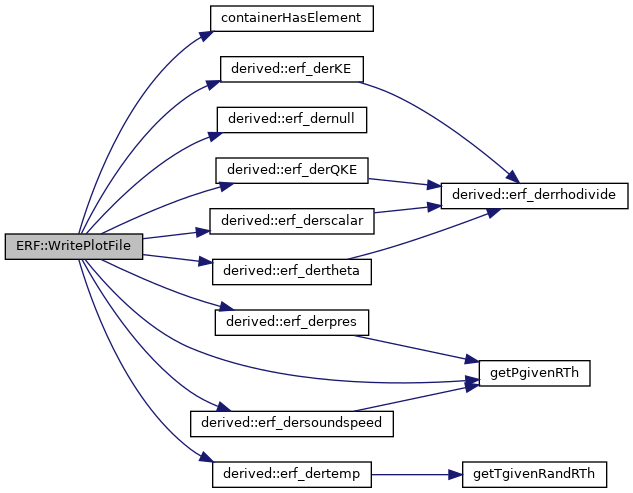 containerHasElement
derived::erf_derKE
derived::erf_dernull
derived::erf_derQKE
derived::erf_derrhodivide
derived::erf_derscalar
ERF::WritePlotFile
derived::erf_dertheta
derived::erf_derpres
getPgivenRTh
derived::erf_dersoundspeed
derived::erf_dertemp
getTgivenRandRTh